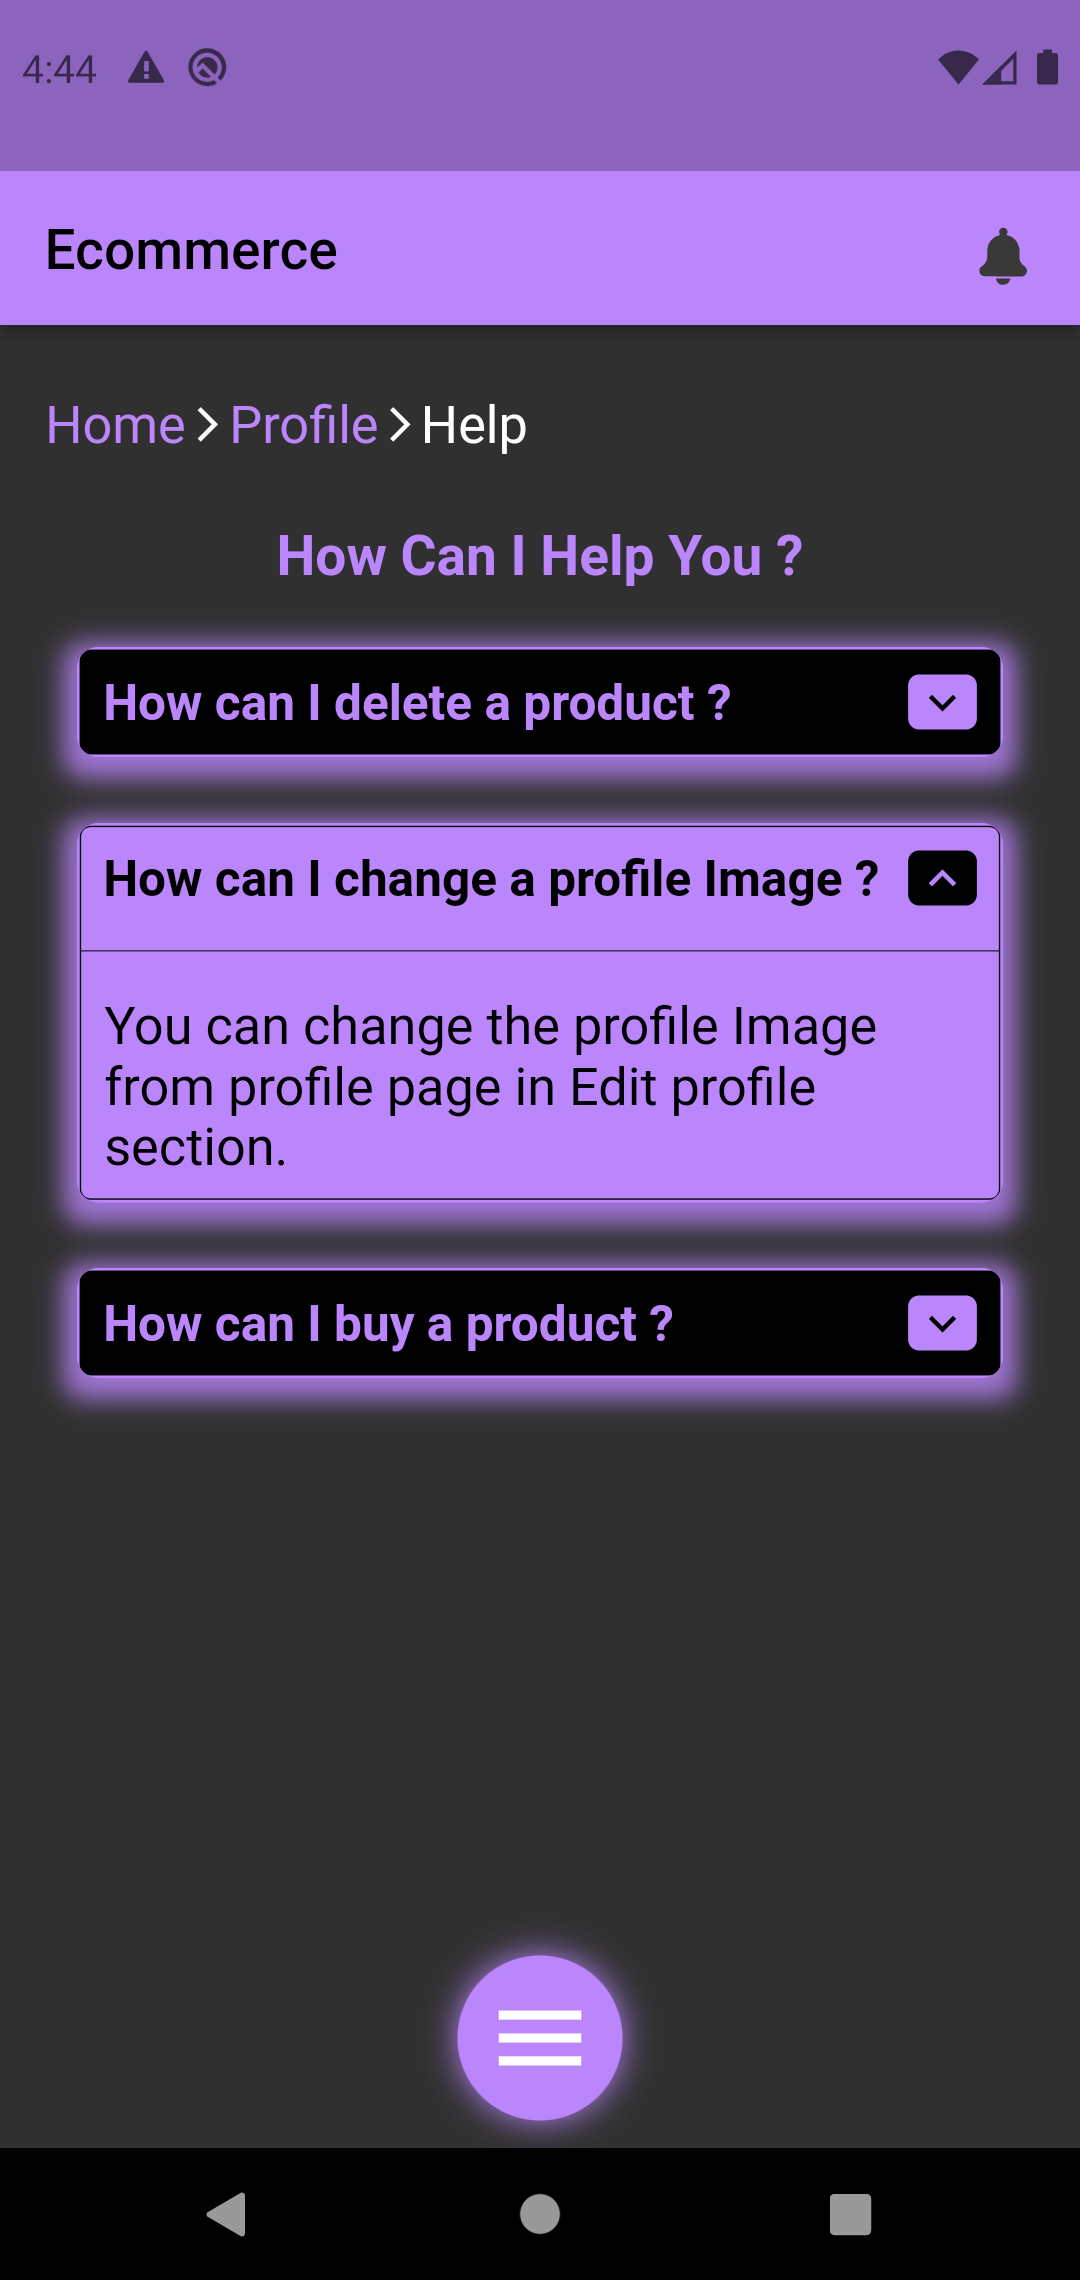 4:44
Ecommerce
Home > Profile > Help
How Can I Help You ?
How can I delete a product ?
How can I change a profile Image ?
You can change the profile Image
from profile page in Edit profile
section.
How can I buy a product ?